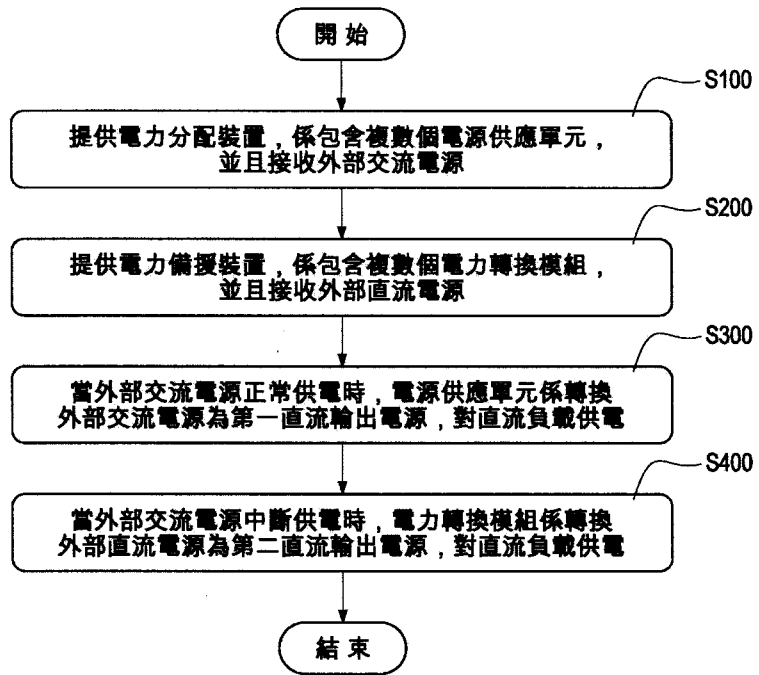 開始
S100
提供電力分配裝置，係包含複數個電源供應單元，
並且接收外部交流電源
S200
提供電力備援裝置，係包含複數個電力轉換模組，
並且接收外部直流電源
S300
當外部交流電源正常供電時，電源供應單元係轉換
外部交流電源為第一直流輸出電源，對直流負載供電
S400
當外部交流電源中斷供電時，電力轉換模組係轉換
外部直流電源為第二直流輸出電源，對直流負載供電
結束